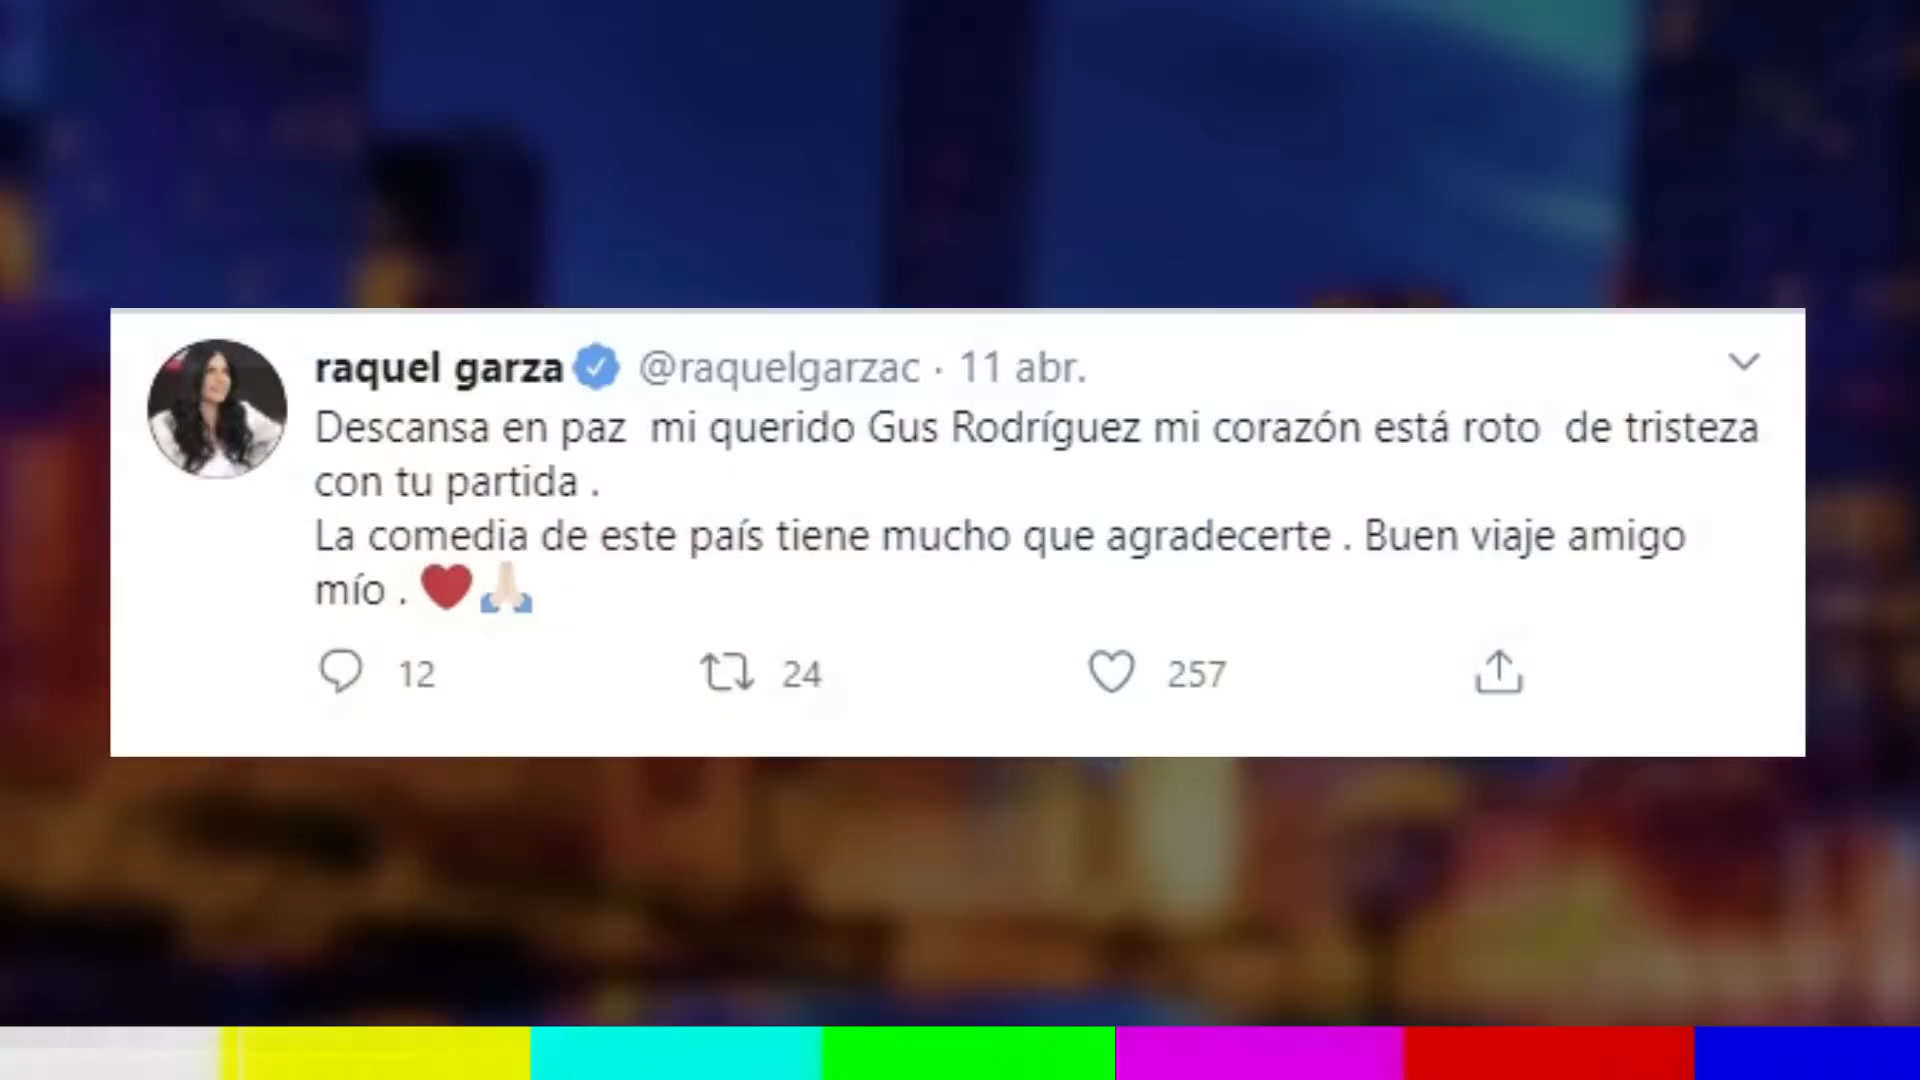 raquel garza @raquelgarzac · 11 abr.
Descansa en paz  mi querido Gus Rodríguez mi corazón está roto  de tristeza
con tu partida .
La comedia de este país tiene mucho que agradecerte . Buen viaje amigo
mío . ❤️🙏🏻
12 24 257